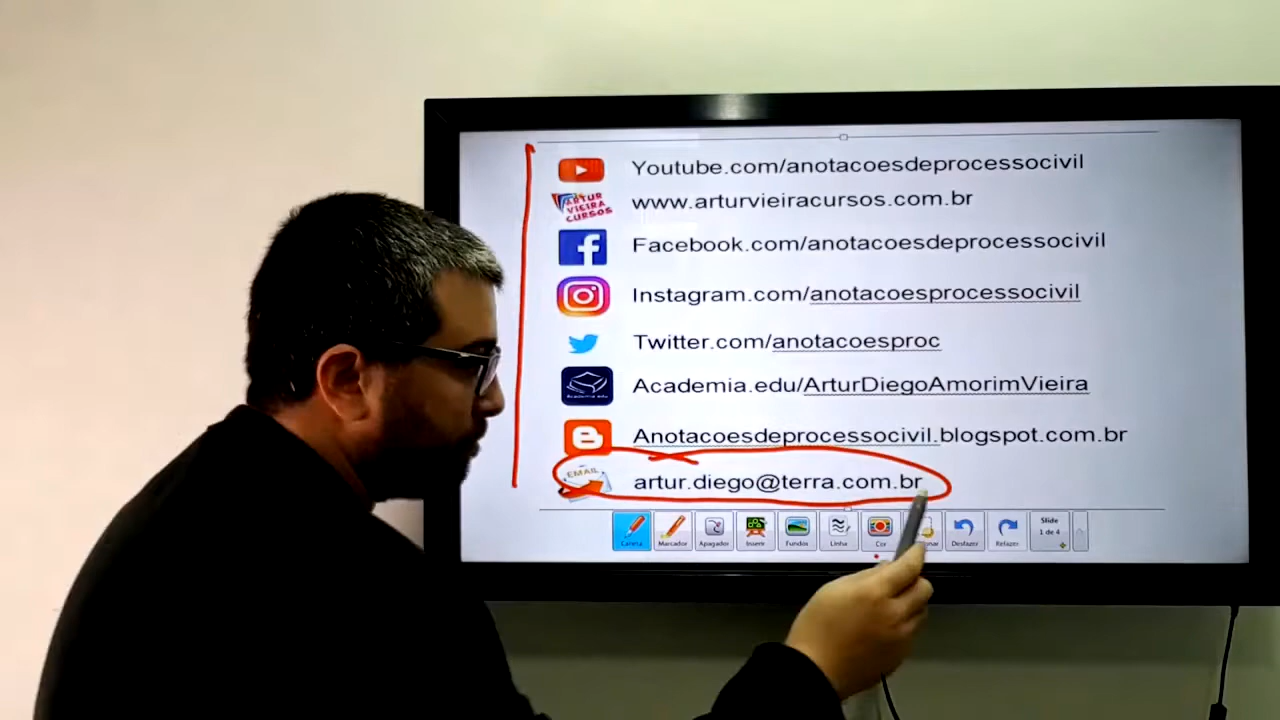 Youtube.com/anotacoesdeprocessocivil
ARTUR VIEIRA CURSOS
www.arturvieiracursos.com.br
Facebook.com/anotacoesdeprocessocivil
Instagram.com/anotacoesprocessocivil
Twitter.com/anotacoesproc
Academia.edu
Academia.edu/ArturDiegoAmorimVieira
Anotacoesdeprocessocivil.blogspot.com.br
EMAIL
artur.diego@terra.com.br
Caneta Marcador Apagador Inserir Fundos Linha Cor Desfazer Refazer
Slide
1 de 4